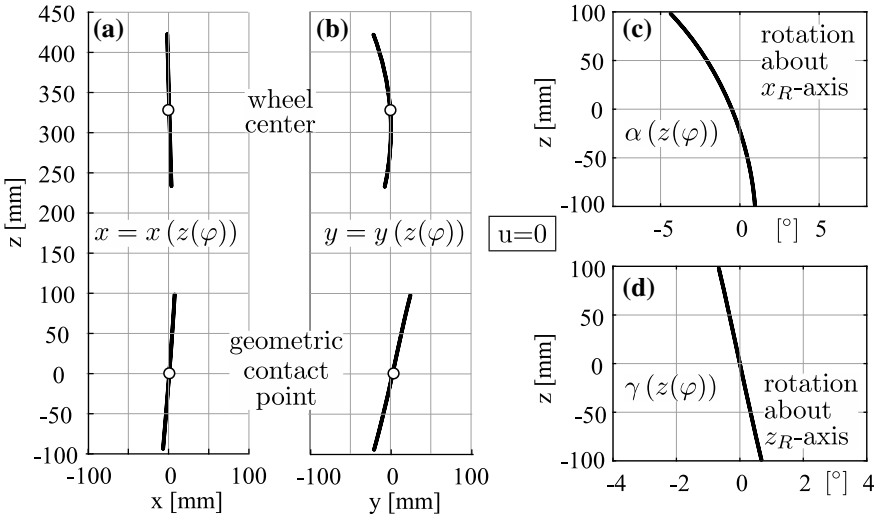 (a)
450
400
350
300
250
200
150
100
50
0
-50
-100
z [mm]
x = x (z(φ))
-100
0
100
x [mm]
(b)
wheel
center
y = y (z(φ))
geometric
contact
point
-100
0
100
y [mm]
u=0
(c)
100
50
0
-50
-100
z [mm]
rotation
about
x_R-axis
α (z(φ))
-5
0
[°]
5
(d)
100
50
0
-50
-100
z [mm]
γ (z(φ))
rotation
about
z_R-axis
-4
-2
0
2
[°]
4